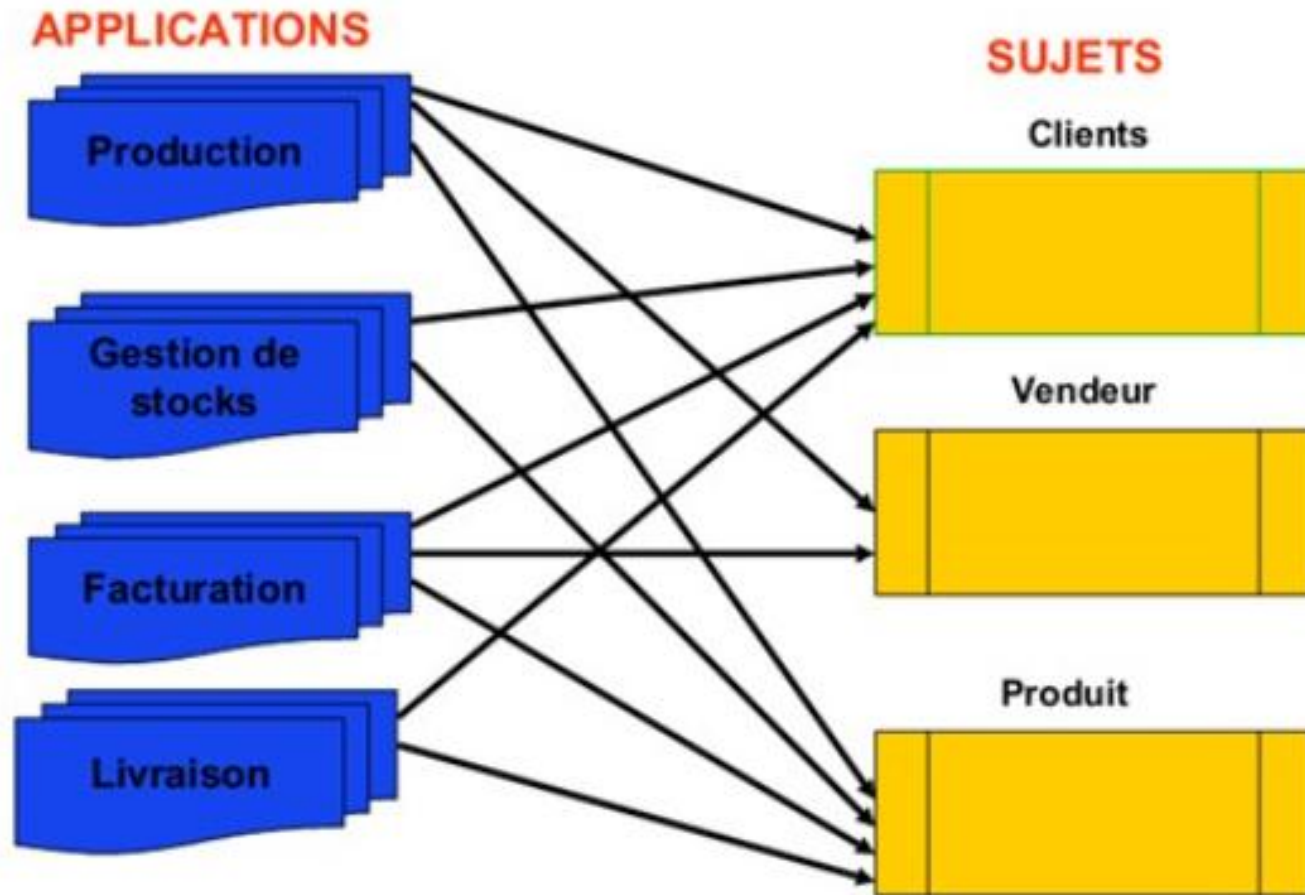 APPLICATIONS
SUJETS
Production
Clients
Gestion de
stocks
Vendeur
Facturation
Produit
Livraison